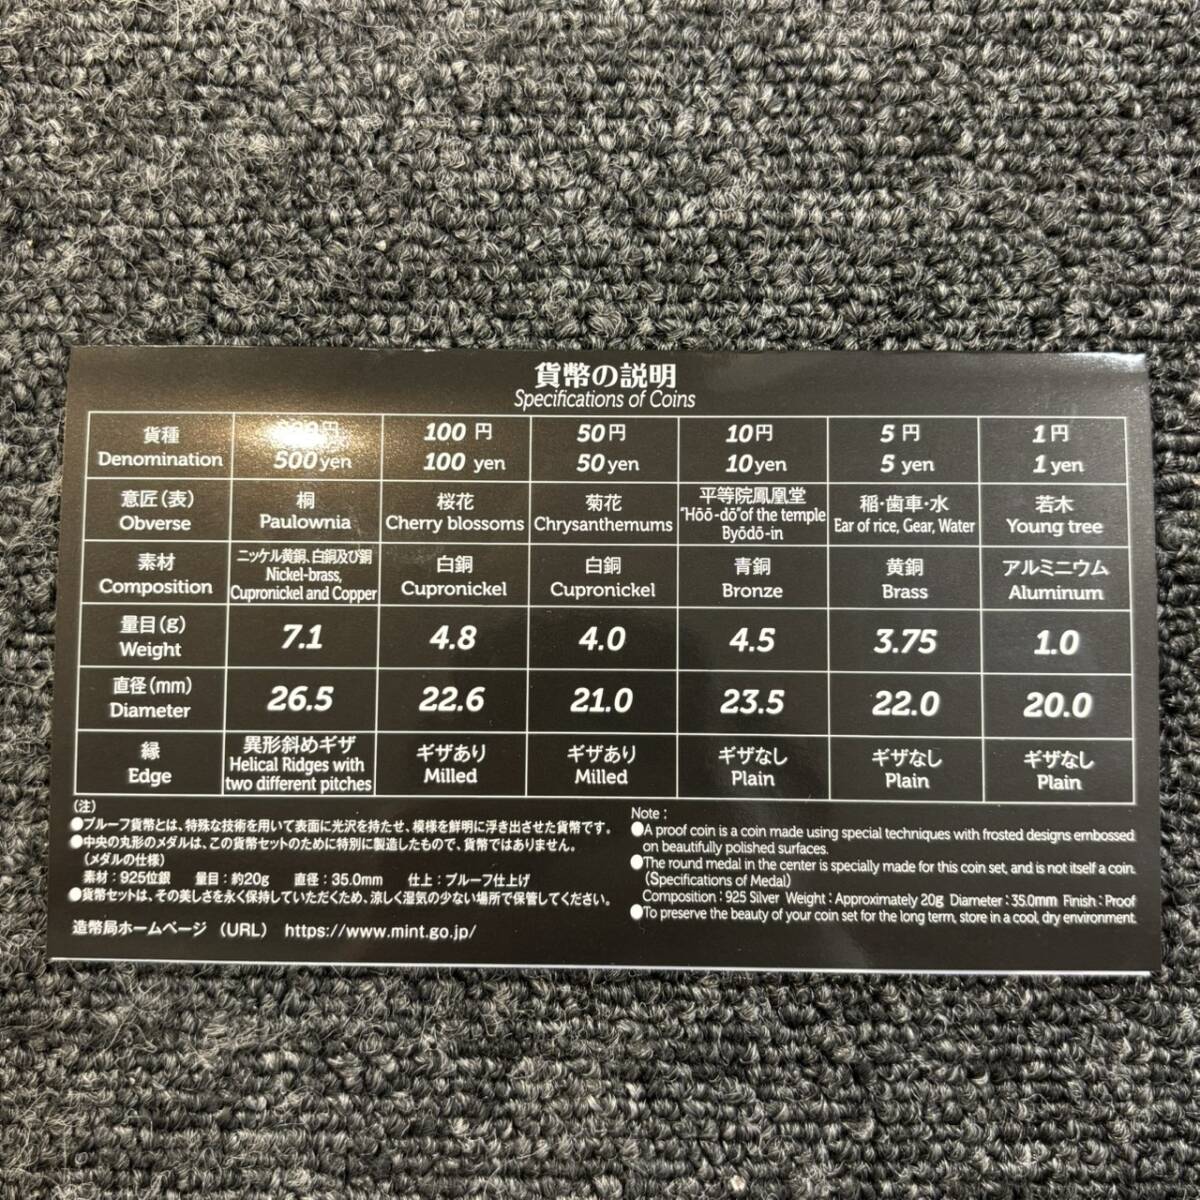 貨幣の説明
Specifications of Coins
貨種 Denomination
500 yen
100 円 100 yen
50 円 50 yen
10 円 10 yen
5 円 5 yen
1 円 1 yen
意匠(表) Obverse
桐 Paulownia
桜花 Cherry blossoms
菊花 Chrysanthemums
平等院鳳凰堂 "Hōō-dō" of the temple Byōdō-in
稲・歯車・水 Ear of rice, Gear, Water
若木 Young tree
素材 Composition
ニッケル黄銅、白銅及び銅 Nickel-brass, Cupronickel and Copper
白銅 Cupronickel
白銅 Cupronickel
青銅 Bronze
黄銅 Brass
アルミニウム Aluminum
量目(g) Weight
7.1
4.8
4.0
4.5
3.75
1.0
直径(mm) Diameter
26.5
22.6
21.0
23.5
22.0
20.0
縁 Edge
異形斜めギザ Helical Ridges with two different pitches
ギザあり Milled
ギザあり Milled
ギザなし Plain
ギザなし Plain
ギザなし Plain
(注)
●プルーフ貨幣とは、特殊な技術を用いて表面に光沢を持たせ、模様を鮮明に浮き出させた貨幣です。
●中央の丸形のメダルは、この貨幣セットのために特別に製造したもので、貨幣ではありません。
(メダルの仕様)
素材:925位銀 量目:約20g 直径:35.0mm 仕上:プルーフ仕上げ
●貨幣セットは、その美しさを永く保持していただくため、涼しく湿気の少ない場所で保管してください。
造幣局ホームページ (URL) https://www.mint.go.jp/
Note :
●A proof coin is a coin made using special techniques with frosted designs embossed
on beautifully polished surfaces.
●The round medal in the center is specially made for this coin set, and is not itself a coin.
(Specifications of Medal)
Composition : 925 Silver Weight : Approximately 20g Diameter : 35.0mm Finish : Proof
●To preserve the beauty of your coin set for the long term, store in a cool, dry environment.